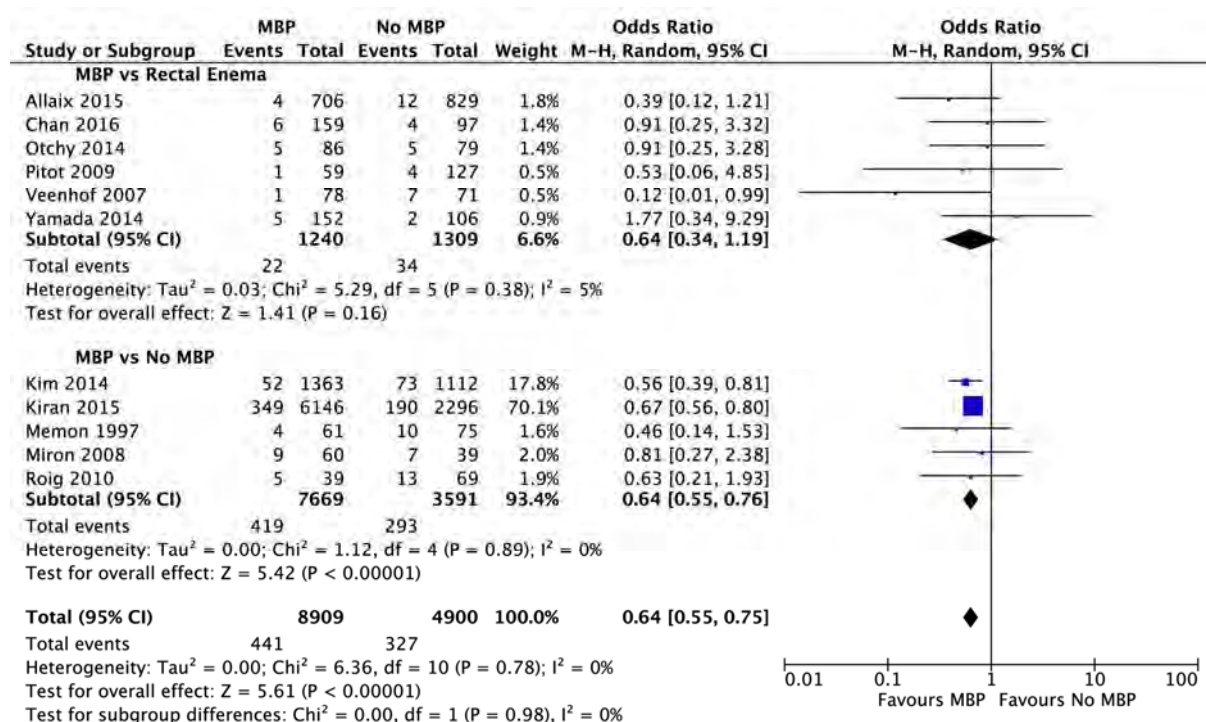 MBP No MBP Odds Ratio Odds Ratio
Study or Subgroup Events Total Events Total Weight M-H, Random, 95% CI M-H, Random, 95% CI
MBP vs Rectal Enema
Allaix 2015 4 706 12 829 1.8% 0.39 [0.12, 1.21]
Chan 2016 6 159 4 97 1.4% 0.91 [0.25, 3.32]
Otchy 2014 5 86 5 79 1.4% 0.91 [0.25, 3.28]
Pitot 2009 1 59 4 127 0.5% 0.53 [0.06, 4.85]
Veenhof 2007 1 78 7 71 0.5% 0.12 [0.01, 0.99]
Yamada 2014 5 152 2 106 0.9% 1.77 [0.34, 9.29]
Subtotal (95% CI) 1240 1309 6.6% 0.64 [0.34, 1.19]
Total events 22 34
Heterogeneity: Tau² = 0.03; Chi² = 5.29, df = 5 (P = 0.38); I² = 5%
Test for overall effect: Z = 1.41 (P = 0.16)
MBP vs No MBP
Kim 2014 52 1363 73 1112 17.8% 0.56 [0.39, 0.81]
Kiran 2015 349 6146 190 2296 70.1% 0.67 [0.56, 0.80]
Memon 1997 4 61 10 75 1.6% 0.46 [0.14, 1.53]
Miron 2008 9 60 7 39 2.0% 0.81 [0.27, 2.38]
Roig 2010 5 39 13 69 1.9% 0.63 [0.21, 1.93]
Subtotal (95% CI) 7669 3591 93.4% 0.64 [0.55, 0.76]
Total events 419 293
Heterogeneity: Tau² = 0.00; Chi² = 1.12, df = 4 (P = 0.89); I² = 0%
Test for overall effect: Z = 5.42 (P < 0.00001)
Total (95% CI) 8909 4900 100.0% 0.64 [0.55, 0.75]
Total events 441 327
Heterogeneity: Tau² = 0.00; Chi² = 6.36, df = 10 (P = 0.78); I² = 0%
Test for overall effect: Z = 5.61 (P < 0.00001)
Test for subgroup differences: Chi² = 0.00, df = 1 (P = 0.98), I² = 0%
0.01 0.1 1 10 100
Favours MBP Favours No MBP